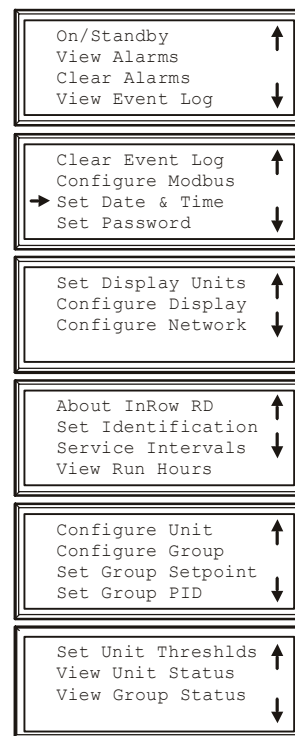 On/Standby
View Alarms
Clear Alarms
View Event Log
Clear Event Log
Configure Modbus
Set Date & Time
Set Password
Set Display Units
Configure Display
Configure Network
About InRow RD
Set Identification
Service Intervals
View Run Hours
Configure Unit
Configure Group
Set Group Setpoint
Set Group PID
Set Unit Threshlds
View Unit Status
View Group Status